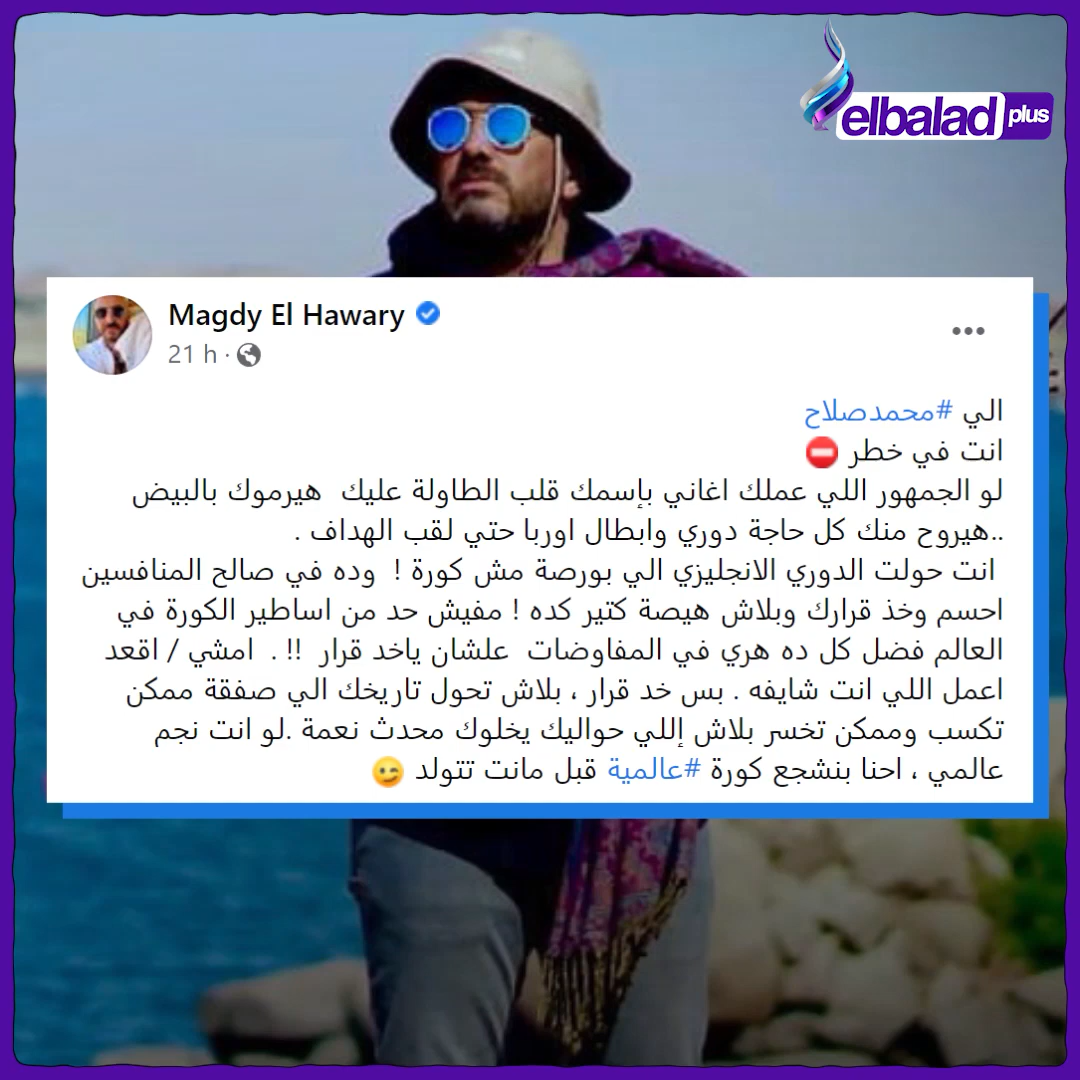 elbalad plus
Magdy El Hawary
21 h ·
الي #محمدصلاح
انت في خطر ⛔
لو الجمهور اللي عملك اغاني بإسمك قلب الطاولة عليك هيرموك بالبيض
..هيروح منك كل حاجة دوري وابطال اوربا حتي لقب الهداف .
انت حولت الدوري الانجليزي الي بورصة مش كورة ! وده في صالح المنافسين
احسم وخذ قرارك وبلاش هيصة كتير كده ! مفيش حد من اساطير الكورة في
العالم فضل كل ده هري في المفاوضات علشان ياخد قرار !! . امشي / اقعد
اعمل اللي انت شايفه . بس خد قرار ، بلاش تحول تاريخك الي صفقة ممكن
تكسب وممكن تخسر بلاش إللي حواليك يخلوك محدث نعمة .لو انت نجم
عالمي ، احنا بنشجع كورة #عالمية قبل مانت تتولد 😉